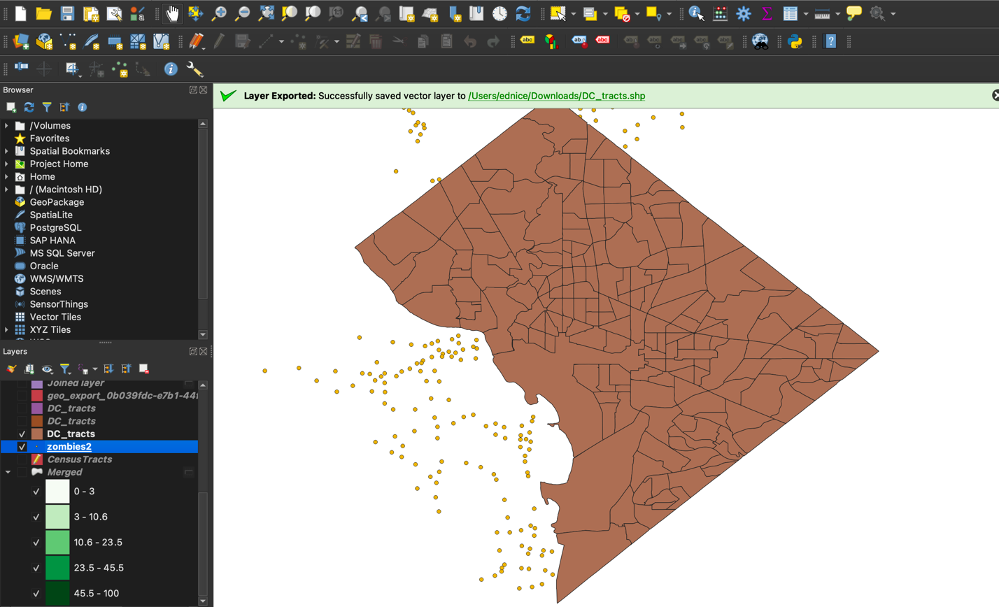 abc
ab
abc
Browser
Layer Exported: Successfully saved vector layer to /Users/ednice/Downloads/DC_tracts.shp
/Volumes
Favorites
Spatial Bookmarks
Project Home
Home
/ (Macintosh HD)
GeoPackage
SpatiaLite
PostgreSQL
SAP HANA
MS SQL Server
Oracle
WMS/WMTS
Scenes
SensorThings
Vector Tiles
XYZ Tiles
Layers
Joined layer
geo_export_0b039fdc-e7b1-44
DC_tracts
DC_tracts
DC_tracts
zombies2
CensusTracts
Merged
0 - 3
3 - 10.6
10.6 - 23.5
23.5 - 45.5
45.5 - 100